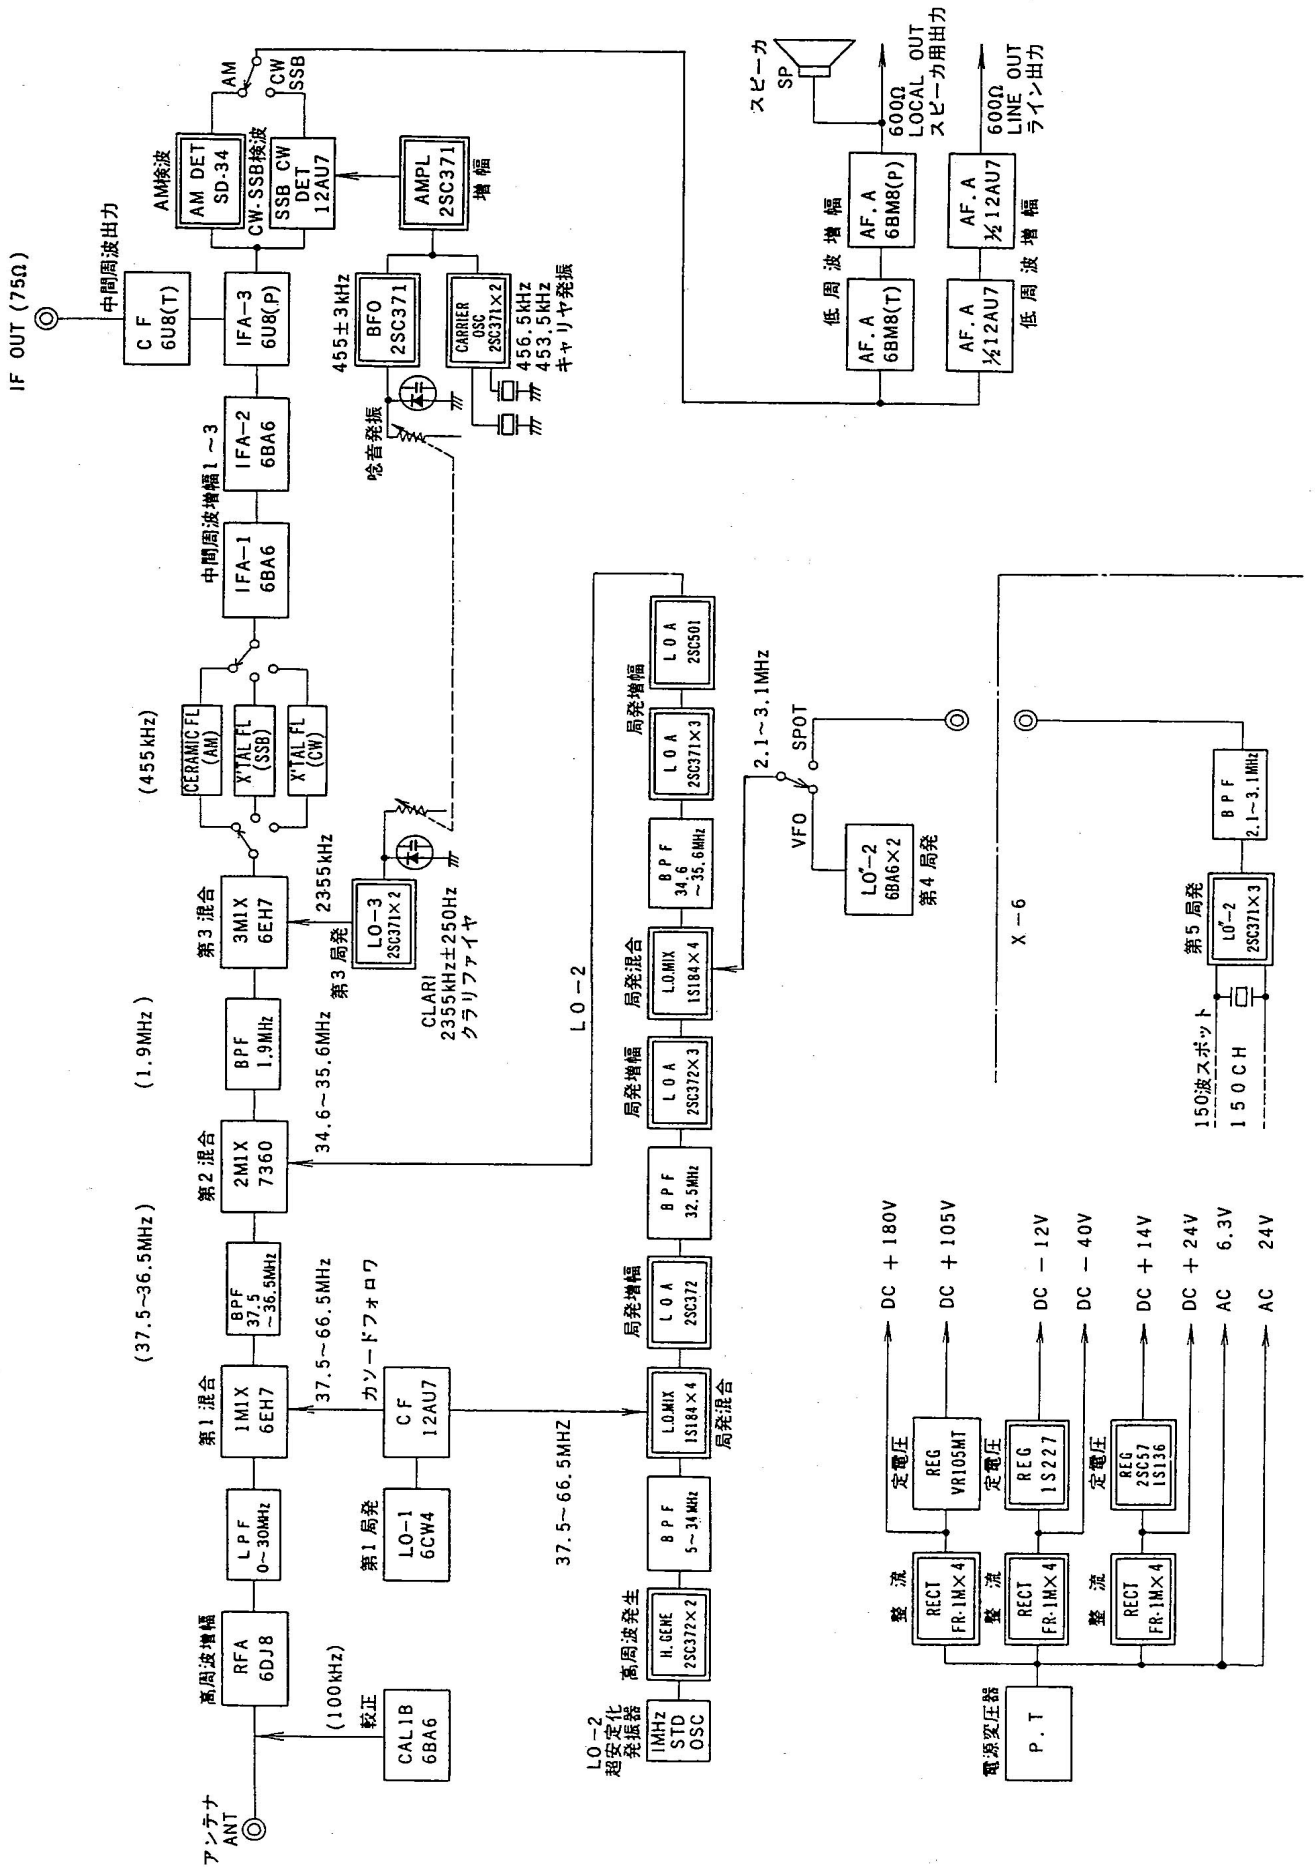 アンテナ
ANT
高周波増幅
RFA
6DJ8
(100kHz)
較正
CALIB
6BA6
LPF
0～30MHz
第1混合
1MIX
6EH7
37.5～66.5MHz
カソードフォロワ
CF
12AU7
第1局発
LO-1
6CW4
(37.5～36.5MHz)
BPF
37.5
～36.5MHz
第2混合
2MIX
7360
34.6～35.6MHz
(1.9MHz)
BPF
1.9MHz
第3混合
3MIX
6EH7
2355kHz
第3局発
LO-3
2SC371×2
CLARI
2355kHz±250Hz
クラリファイヤ
(455kHz)
CERAMIC FL
(AM)
X'TAL FL
(SSB)
X'TAL FL
(CW)
中間周波増幅1～3
IFA-1
6BA6
IFA-2
6BA6
IFA-3
6U8(P)
IF OUT (75Ω)
中間周波出力
CF
6U8(T)
AM検波
AM DET
SD-34
CW-SSB検波
SSB CW
DET
12AU7
AM
CW
SSB
AMPL
2SC371
増幅
455±3kHz
BFO
2SC371
唸音発振
CARRIER
OSC
2SC371×2
456.5kHz
453.5kHz
キャリヤ発振
LO-2
LO-2
超安定化
発振器
1MHz
STD
OSC
高周波発生
H.GENE
2SC372×2
BPF
5～34MHz
37.5～66.5MHZ
L.O.MIX
1S184×4
局発混合
局発増幅
LOA
2SC372
BPF
32.5MHz
局発増幅
LOA
2SC372×3
局発混合
L.O.MIX
1S184×4
BPF
34.6
～35.6MHz
局発増幅
LOA
2SC371×3
LOA
2SC501
2.1～3.1MHz
VFO
SPOT
LO"-2
6BA6×2
第4局発
スピーカ
SP
低周波増幅
AF.A
6BM8(T)
AF.A
6BM8(P)
600Ω
LOCAL OUT
スピーカ用出力
AF.A
½12AU7
AF.A
½12AU7
低周波増幅
600Ω
LINE OUT
ライン出力
X-6
150波スポット
150CH
第5局発
LO"-2
2SC371×3
BPF
2.1～3.1MHz
電源変圧器
P.T
整流
RECT
FR-1M×4
整流
RECT
FR-1M×4
整流
RECT
FR-1M×4
定電圧
REG
VR105MT
定電圧
REG
1S227
定電圧
REG
2SC57
1S136
DC +180V
DC +105V
DC -12V
DC -40V
DC +14V
DC +24V
AC 6.3V
AC 24V